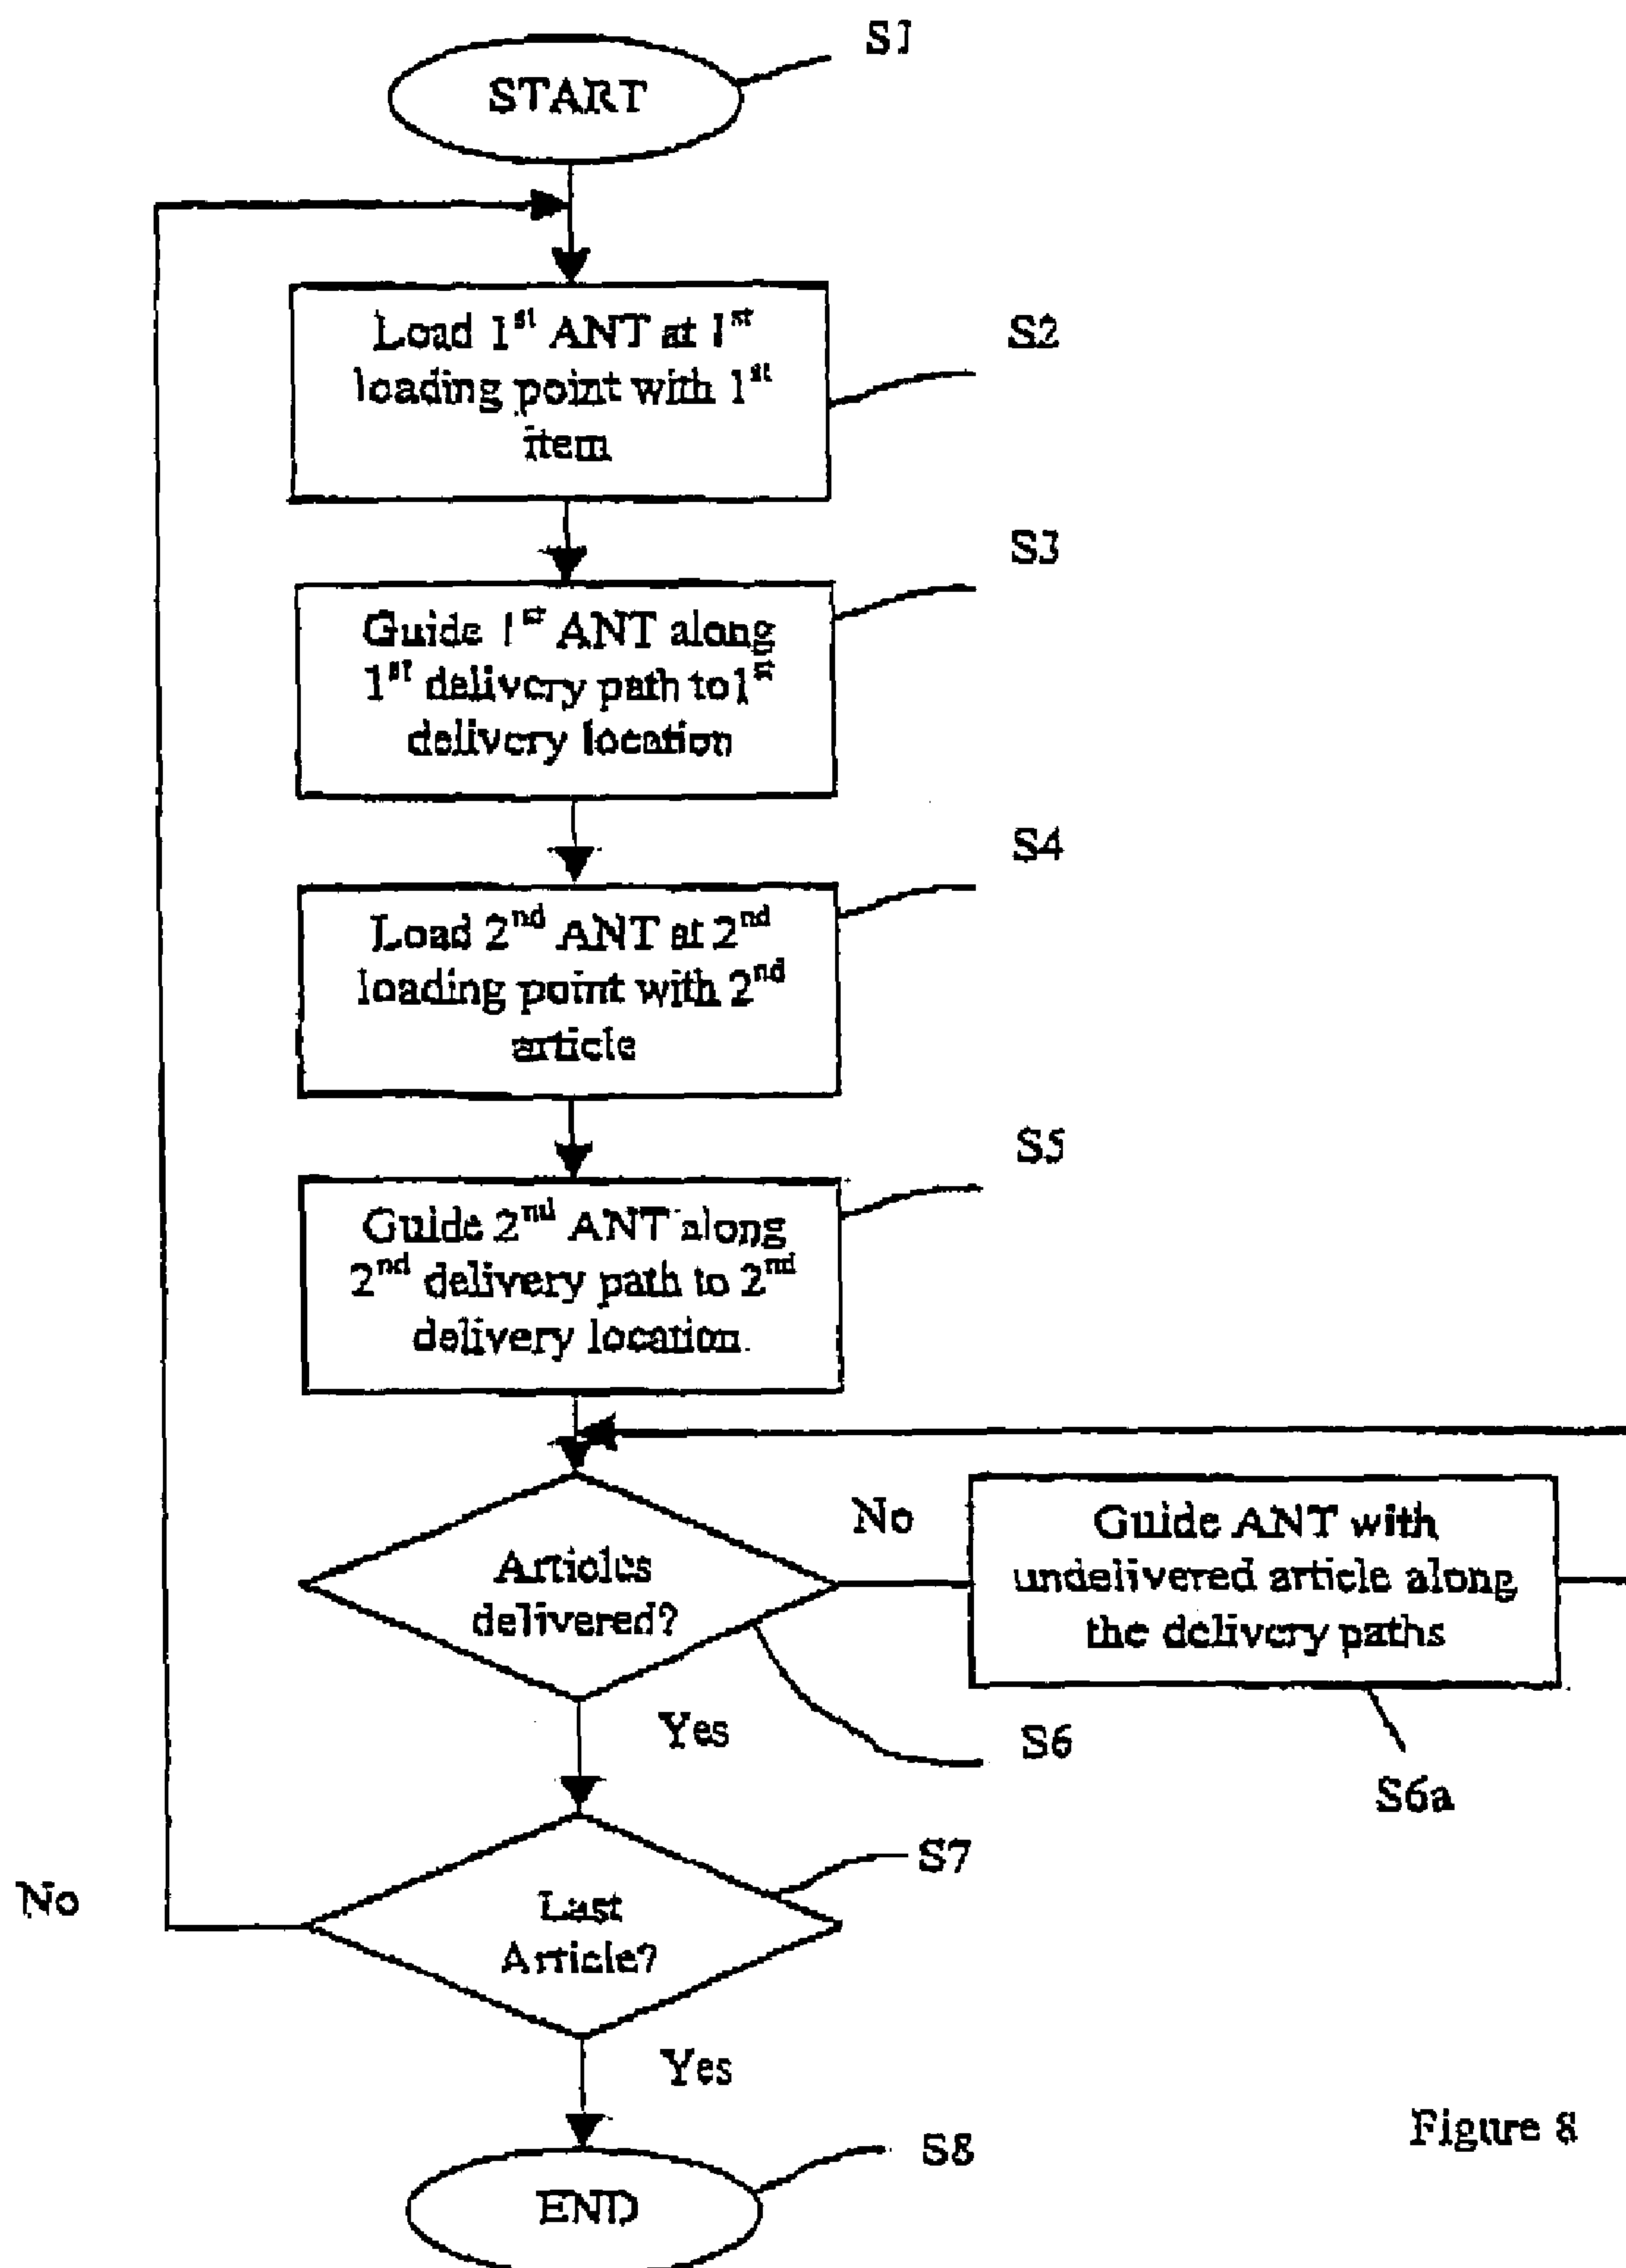 START
S1
Load 1st ANT at 1st
loading point with 1st
item
S2
Guide 1st ANT along
1st delivery path to 1st
delivery location
S3
Load 2nd ANT at 2nd
loading point with 2nd
article
S4
Guide 2nd ANT along
2nd delivery path to 2nd
delivery location.
S5
Articles
delivered?
No
Guide ANT with
undelivered article along
the delivery paths
Yes
S6
S6a
Last
Article?
S7
No
Yes
END
S8
Figure 8